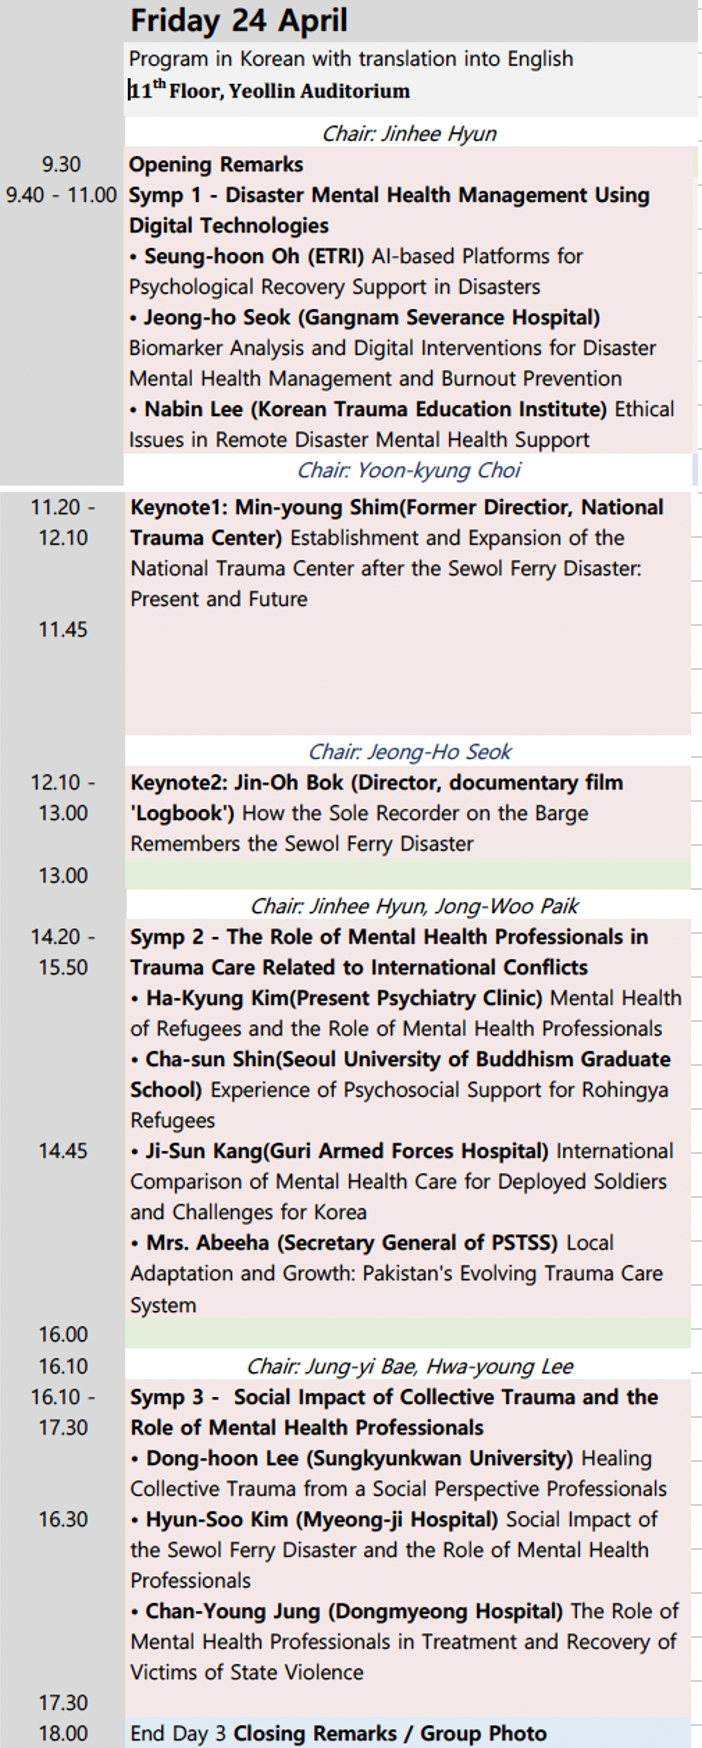 Friday 24 April
Program in Korean with translation into English
11th Floor, Yeollin Auditorium
Chair: Jinhee Hyun
9.30 Opening Remarks
9.40 - 11.00 Symp 1 - Disaster Mental Health Management Using
Digital Technologies
• Seung-hoon Oh (ETRI) AI-based Platforms for
Psychological Recovery Support in Disasters
• Jeong-ho Seok (Gangnam Severance Hospital)
Biomarker Analysis and Digital Interventions for Disaster
Mental Health Management and Burnout Prevention
• Nabin Lee (Korean Trauma Education Institute) Ethical
Issues in Remote Disaster Mental Health Support
Chair: Yoon-kyung Choi
11.20 - Keynote1: Min-young Shim(Former Directior, National
12.10 Trauma Center) Establishment and Expansion of the
National Trauma Center after the Sewol Ferry Disaster:
Present and Future
11.45
Chair: Jeong-Ho Seok
12.10 - Keynote2: Jin-Oh Bok (Director, documentary film
13.00 'Logbook') How the Sole Recorder on the Barge
Remembers the Sewol Ferry Disaster
13.00
Chair: Jinhee Hyun, Jong-Woo Paik
14.20 - Symp 2 - The Role of Mental Health Professionals in
15.50 Trauma Care Related to International Conflicts
• Ha-Kyung Kim(Present Psychiatry Clinic) Mental Health
of Refugees and the Role of Mental Health Professionals
• Cha-sun Shin(Seoul University of Buddhism Graduate
School) Experience of Psychosocial Support for Rohingya
Refugees
14.45 • Ji-Sun Kang(Guri Armed Forces Hospital) International
Comparison of Mental Health Care for Deployed Soldiers
and Challenges for Korea
• Mrs. Abeeha (Secretary General of PSTSS) Local
Adaptation and Growth: Pakistan's Evolving Trauma Care
System
16.00
16.10 Chair: Jung-yi Bae, Hwa-young Lee
16.10 - Symp 3 - Social Impact of Collective Trauma and the
17.30 Role of Mental Health Professionals
• Dong-hoon Lee (Sungkyunkwan University) Healing
Collective Trauma from a Social Perspective Professionals
16.30 • Hyun-Soo Kim (Myeong-ji Hospital) Social Impact of
the Sewol Ferry Disaster and the Role of Mental Health
Professionals
• Chan-Young Jung (Dongmyeong Hospital) The Role of
Mental Health Professionals in Treatment and Recovery of
Victims of State Violence
17.30
18.00 End Day 3 Closing Remarks / Group Photo